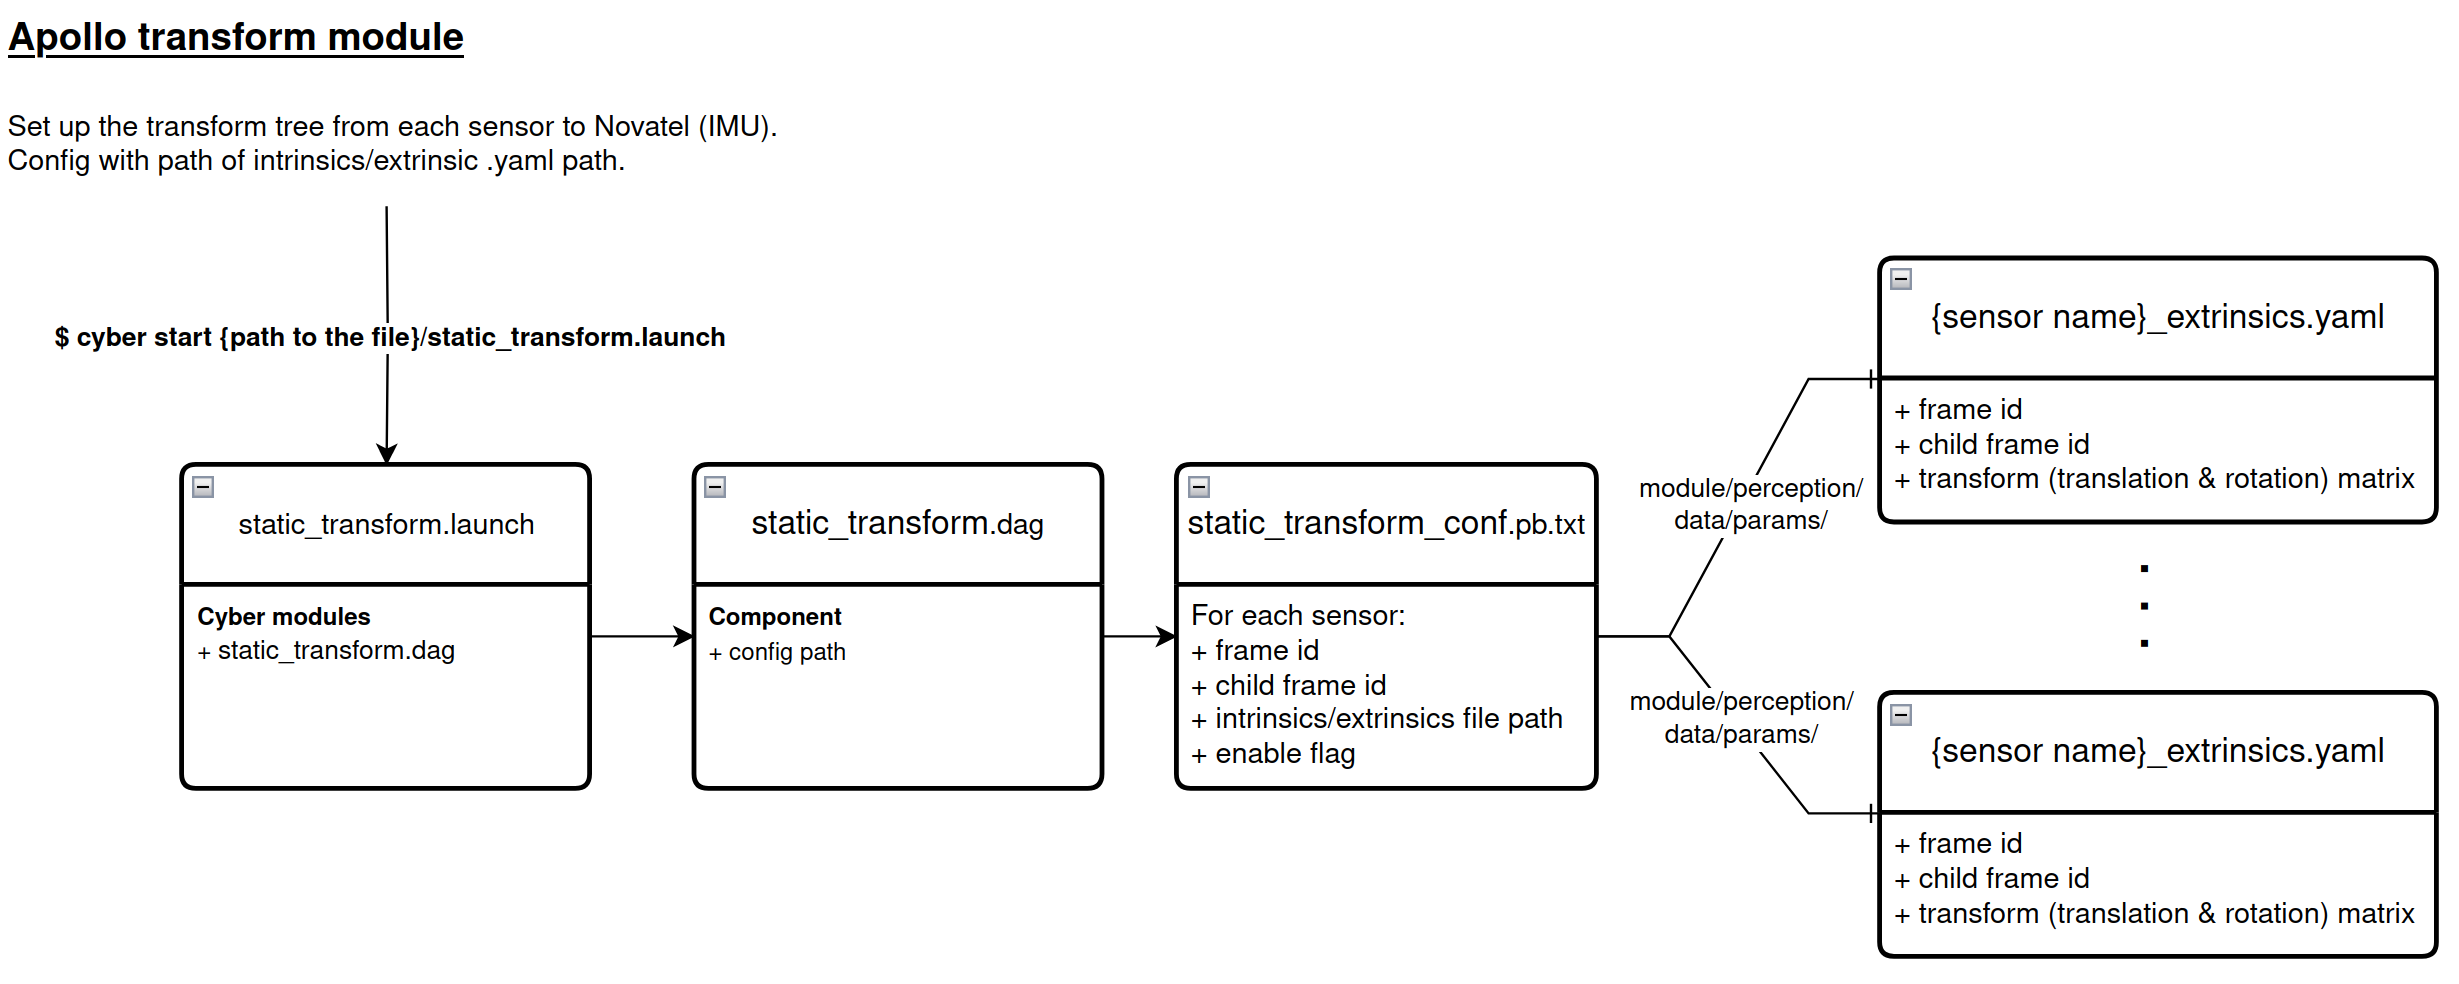 Apollo transform module
Set up the transform tree from each sensor to Novatel (IMU).
Config with path of intrinsics/extrinsic .yaml path.
$ cyber start {path to the file}/static_transform.launch
static_transform.launch
Cyber modules
+ static_transform.dag
static_transform.dag
Component
+ config path
static_transform_conf.pb.txt
For each sensor:
+ frame id
+ child frame id
+ intrinsics/extrinsics file path
+ enable flag
module/perception/
data/params/
module/perception/
data/params/
{sensor name}_extrinsics.yaml
+ frame id
+ child frame id
+ transform (translation & rotation) matrix
{sensor name}_extrinsics.yaml
+ frame id
+ child frame id
+ transform (translation & rotation) matrix